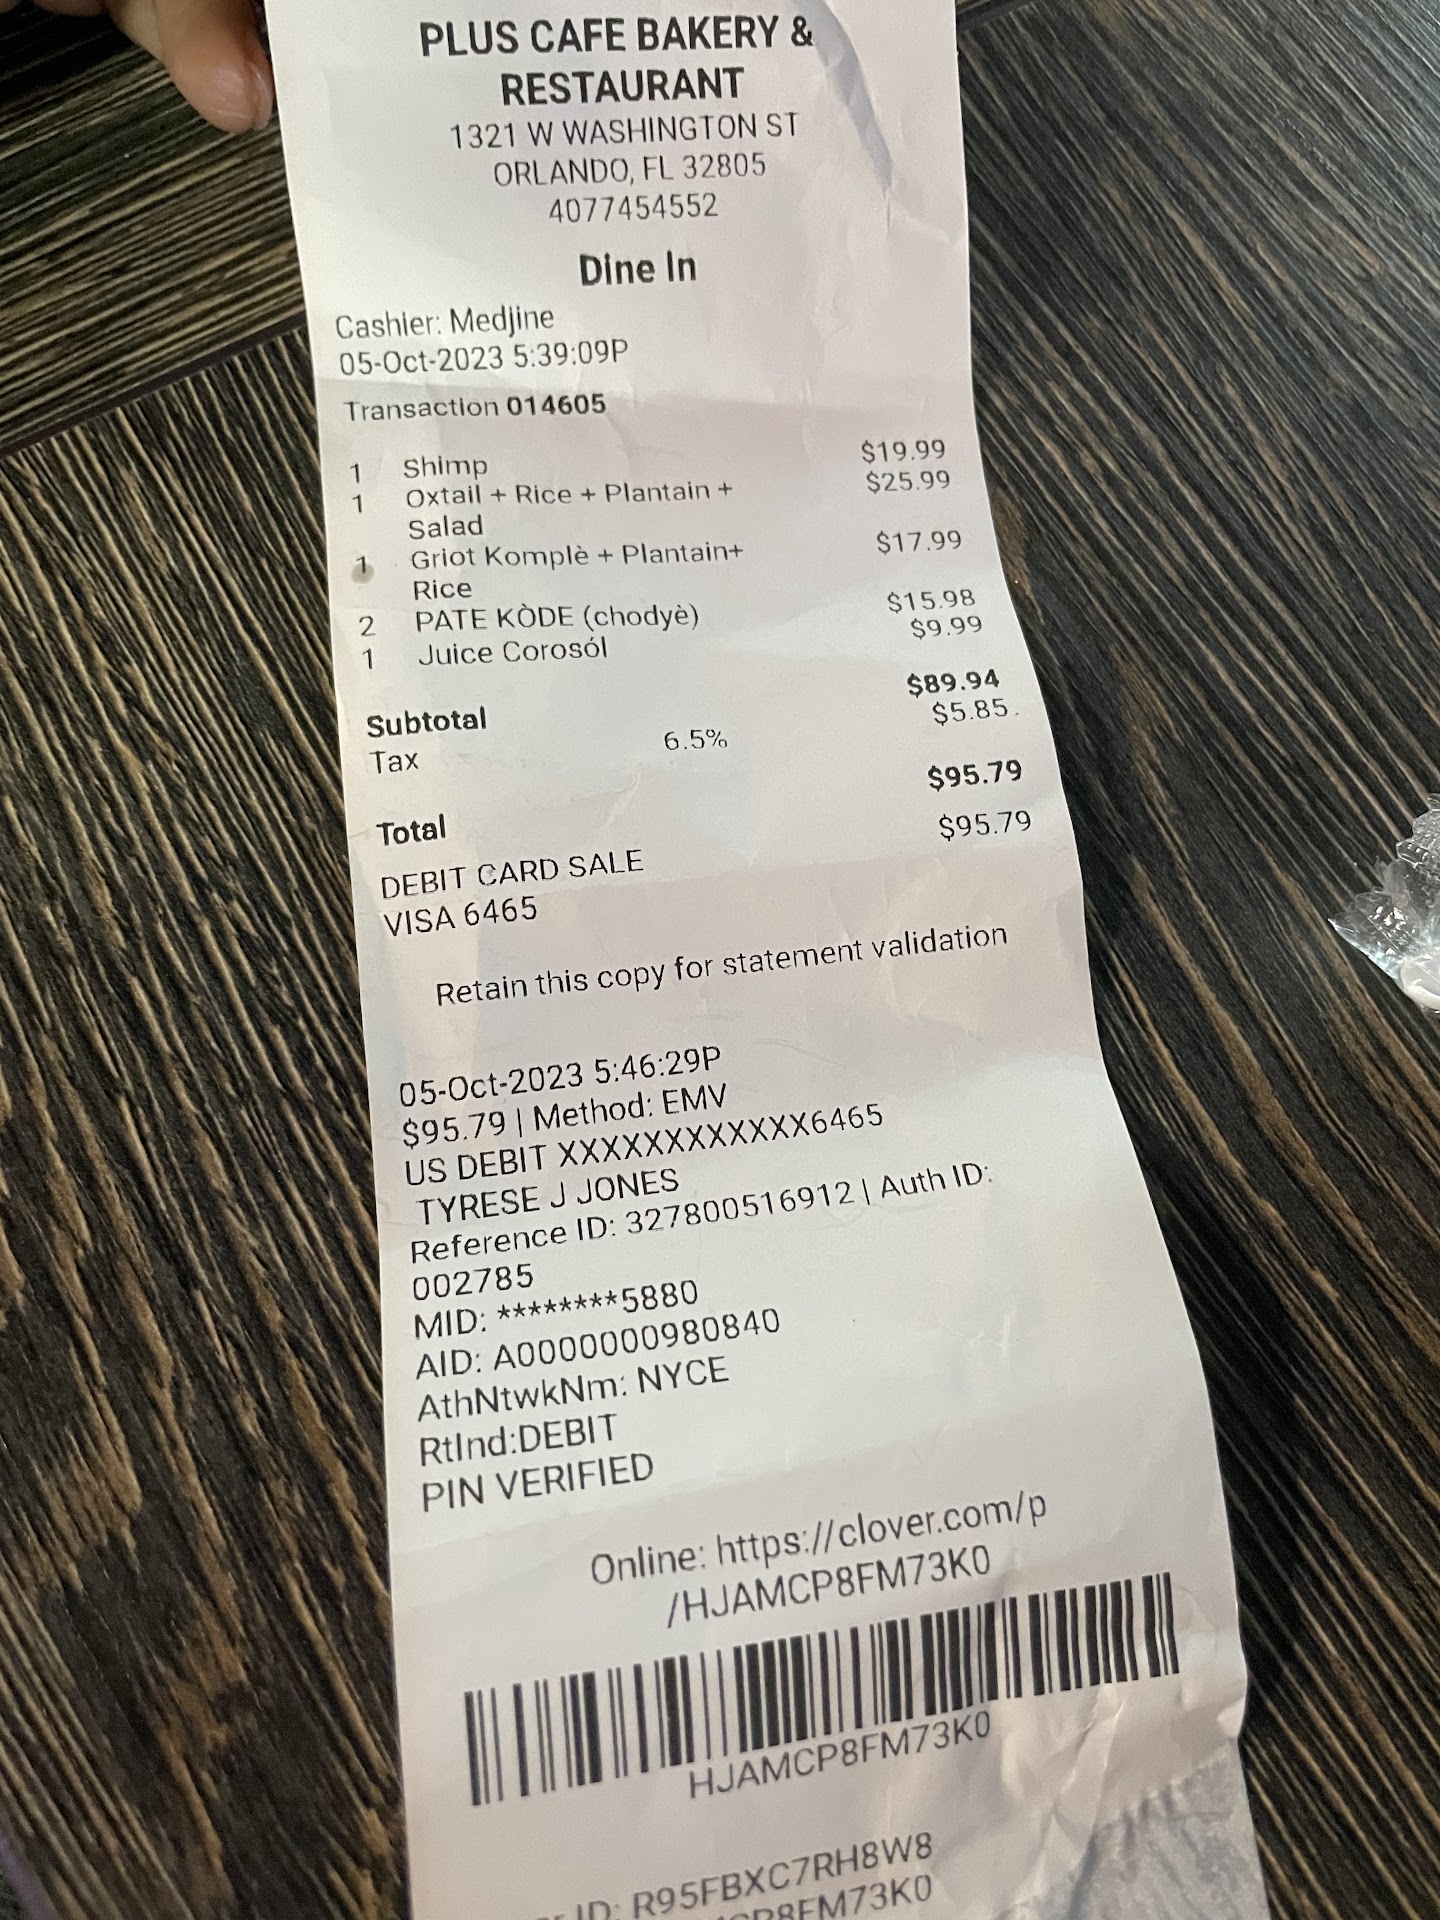 PLUS CAFE BAKERY &
RESTAURANT
1321 W WASHINGTON ST
ORLANDO, FL 32805
4077454552
Dine In
Cashier: Medjine
05-Oct-2023 5:39:09P
Transaction 014605
1 Shimp $19.99
1 Oxtail + Rice + Plantain + $25.99
Salad
1 Griot Komplè + Plantain+ $17.99
Rice
2 PATE KÒDE (chodyè) $15.98
1 Juice Corosól $9.99
Subtotal $89.94
Tax 6.5% $5.85
Total $95.79
DEBIT CARD SALE $95.79
VISA 6465
Retain this copy for statement validation
05-Oct-2023 5:46:29P
$95.79 | Method: EMV
US DEBIT XXXXXXXXXXXX6465
TYRESE J JONES
Reference ID: 327800516912 | Auth ID:
002785
MID: ********5880
AID: A0000000980840
AthNtwkNm: NYCE
RtInd:DEBIT
PIN VERIFIED
Online: https://clover.com/p
/HJAMCP8FM73K0
HJAMCP8FM73K0
ID: R95FBXC7RH8W8